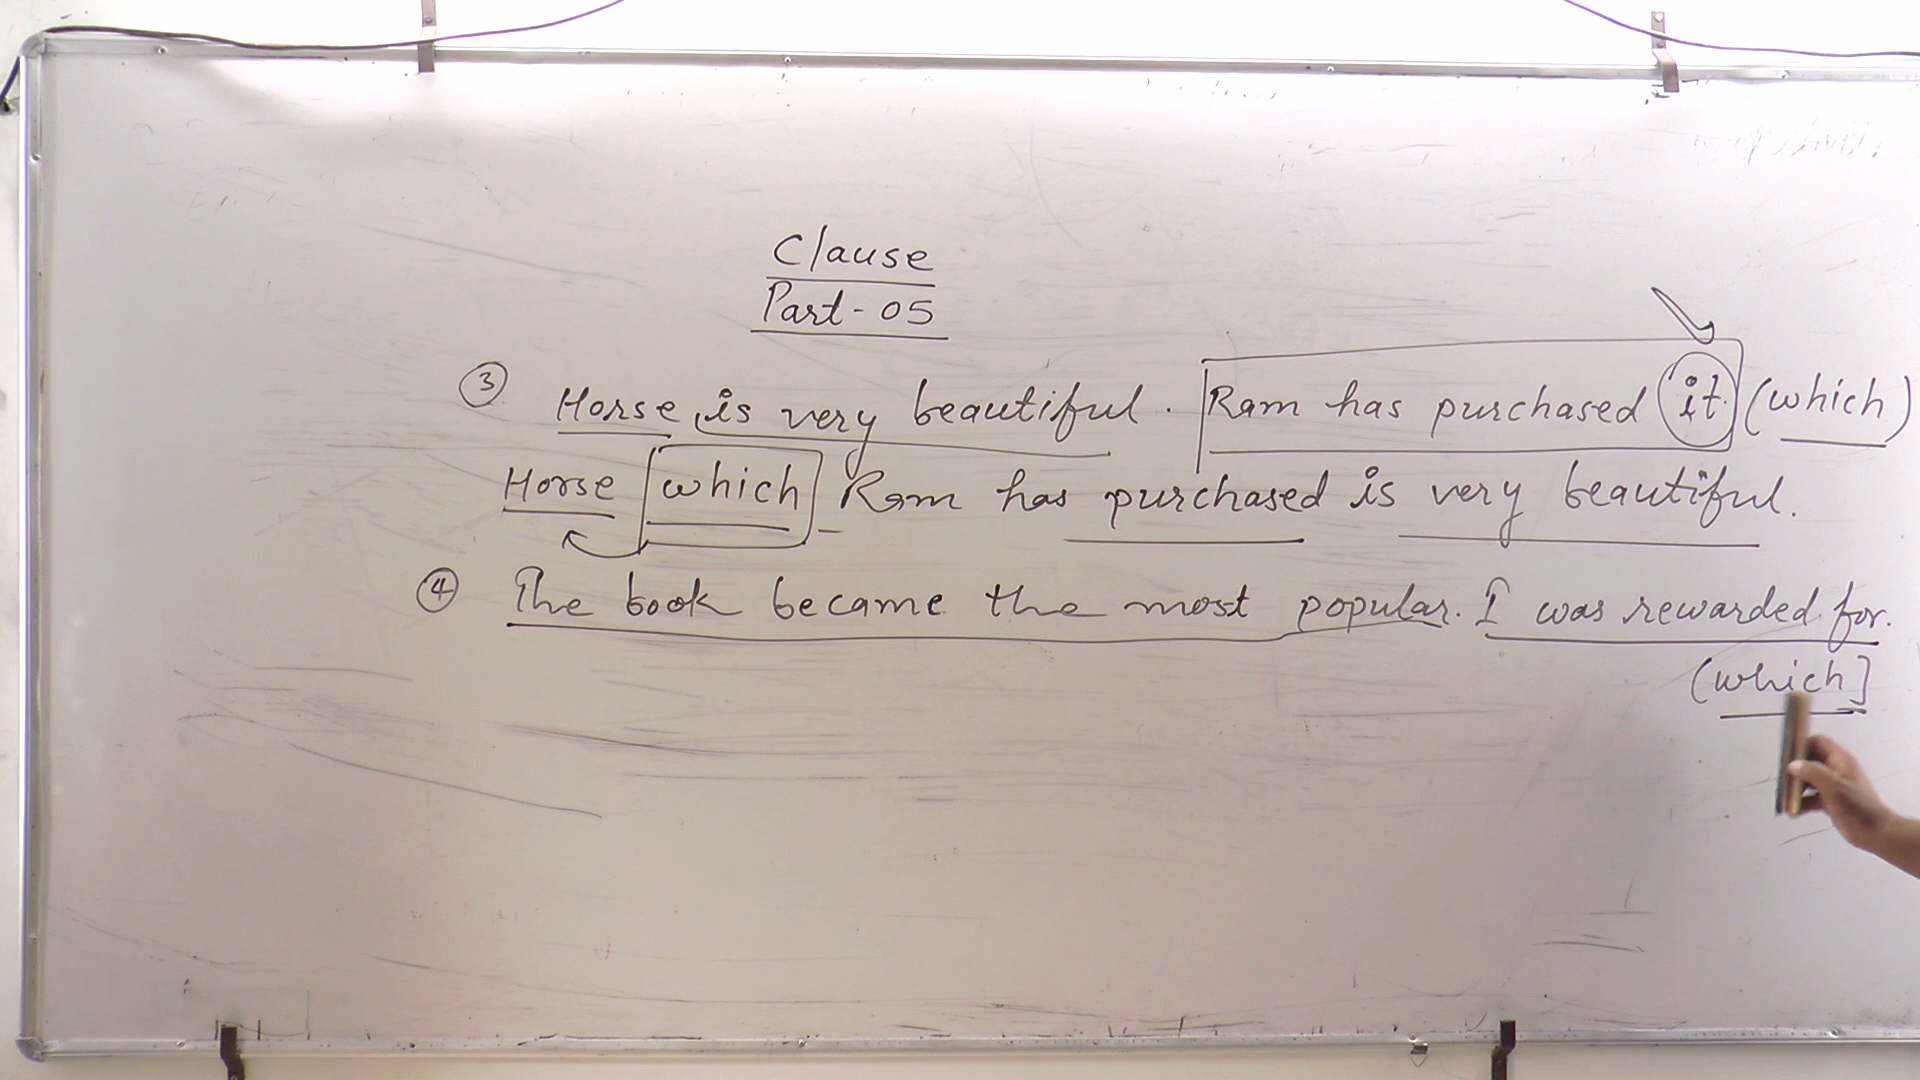 Clause
Part-05
③ Horse is very beautiful. Ram has purchased it. (which)
Horse which Ram has purchased is very beautiful.
④ The book became the most popular. I was rewarded for.
(which]